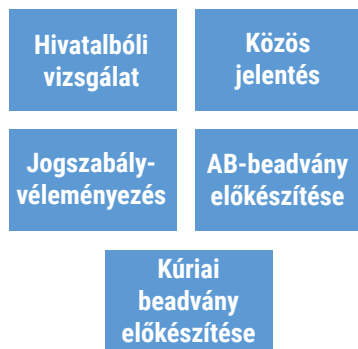 Hivatalbóli
vizsgálat
Közös
jelentés
Jogszabály-
véleményezés
AB-beadvány
előkészítése
Kúriai
beadvány
előkészítése